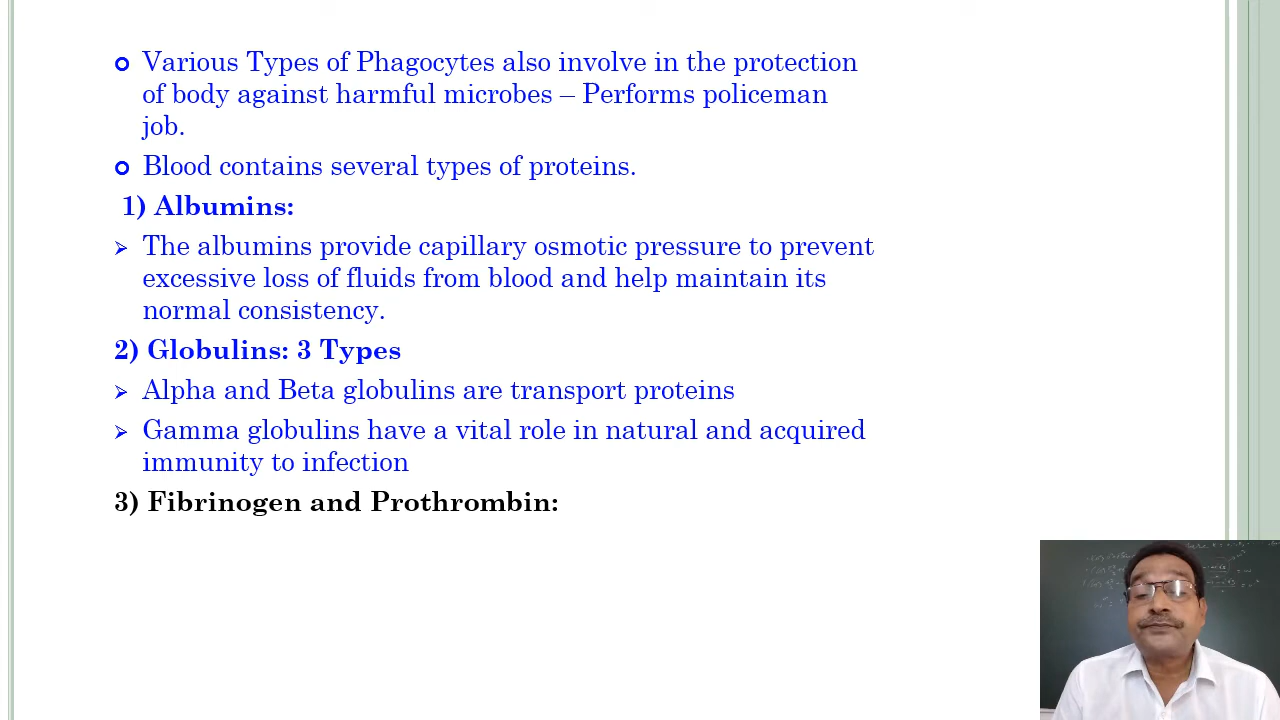 Various Types of Phagocytes also involve in the protection
of body against harmful microbes – Performs policeman
job.
Blood contains several types of proteins.
1) Albumins:
The albumins provide capillary osmotic pressure to prevent
excessive loss of fluids from blood and help maintain its
normal consistency.
2) Globulins: 3 Types
Alpha and Beta globulins are transport proteins
Gamma globulins have a vital role in natural and acquired
immunity to infection
3) Fibrinogen and Prothrombin: